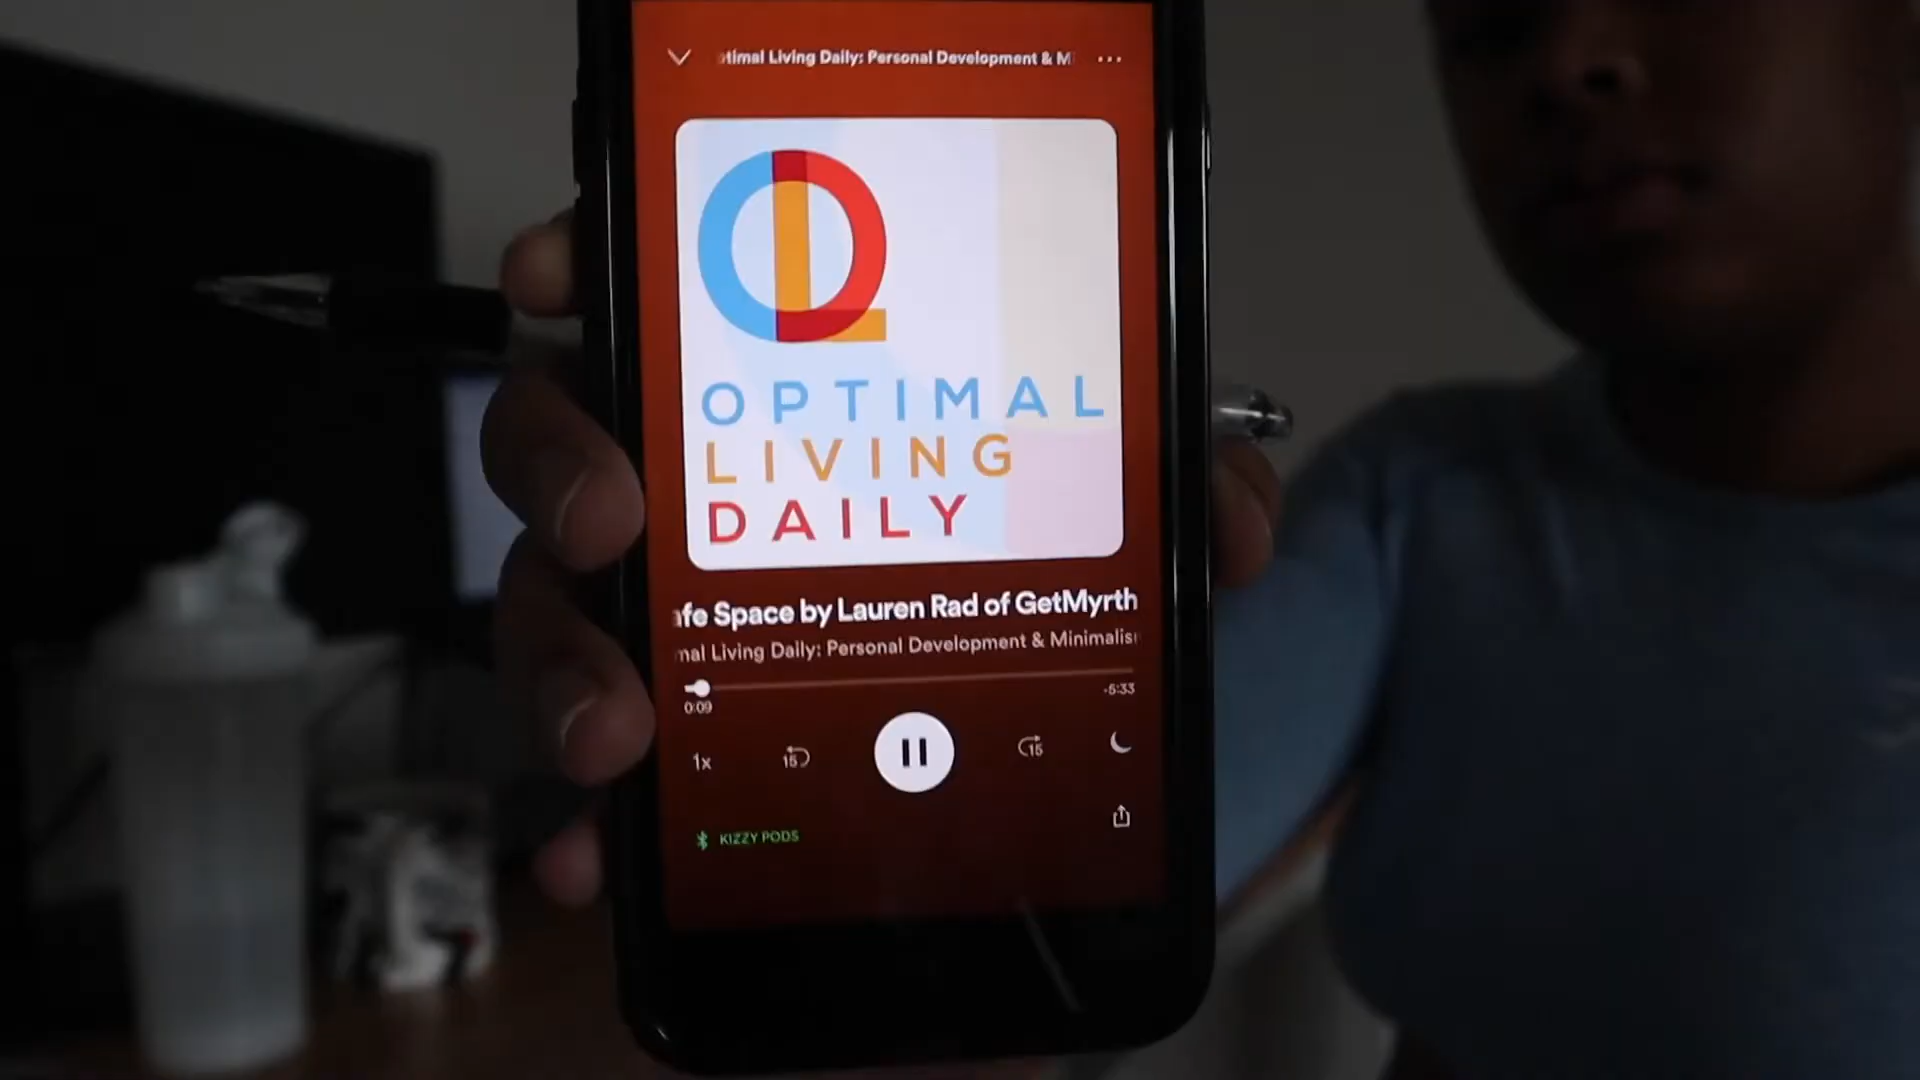 timal Living Daily: Personal Development & M
OL
OPTIMAL
LIVING
DAILY
afe Space by Lauren Rad of GetMyrth
mal Living Daily: Personal Development & Minimalis
0:09
-5:33
1x
15
15
KIZZY PODS